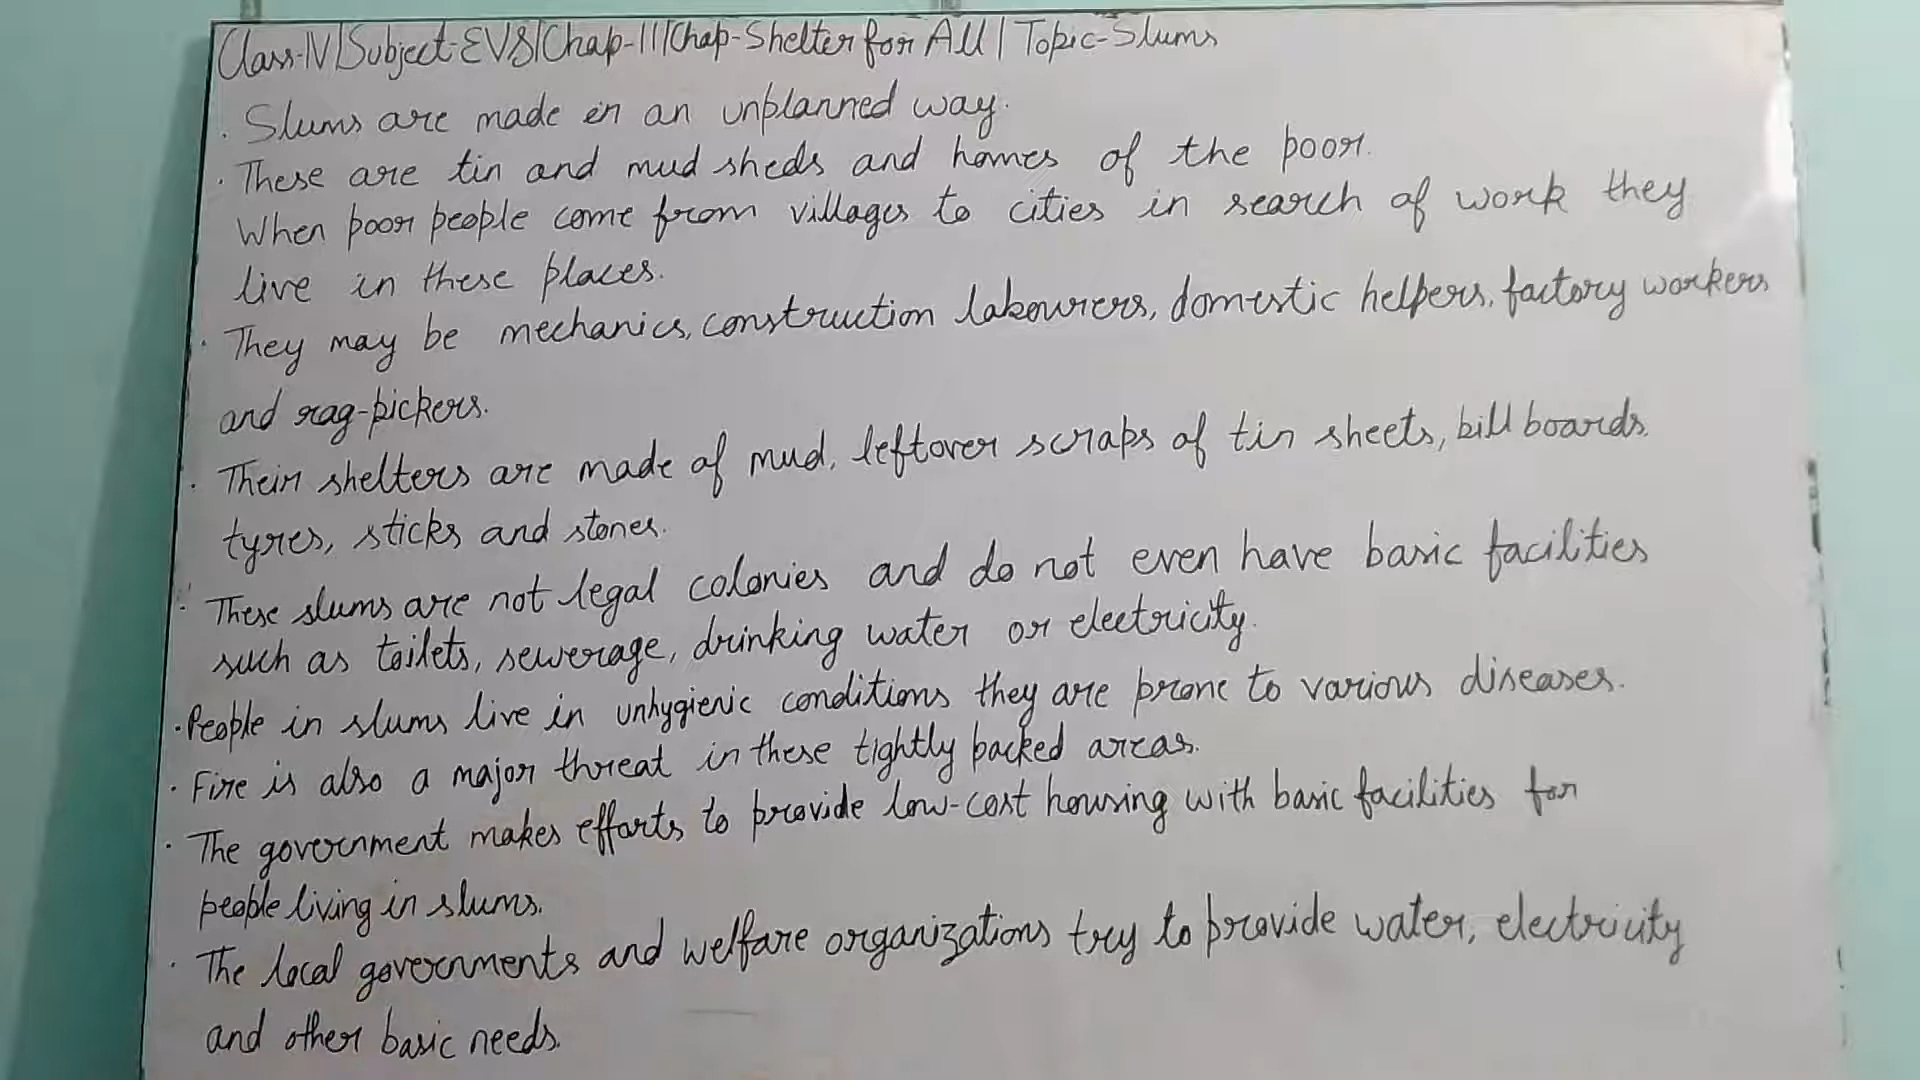 Class-IV|Subject-EVS|Chap-11|Chap-Shelter for All| Topic-Slums
. Slums are made in an unplanned way.
. These are tin and mud sheds and homes of the poor.
When poor people come from villages to cities in search of work they
live in these places.
. They may be mechanics, construction labourers, domestic helpers, factory workers
and rag-pickers.
. Their shelters are made of mud, leftover scraps of tin sheets, bill boards,
tyres, sticks and stones.
. These slums are not legal colonies and do not even have basic facilities
such as toilets, sewerage, drinking water or electricity.
. People in slums live in unhygienic conditions they are prone to various diseases.
. Fire is also a major threat in these tightly packed areas.
. The government makes efforts to provide low-cost housing with basic facilities for
people living in slums.
. The local governments and welfare organizations try to provide water, electricity
and other basic needs.